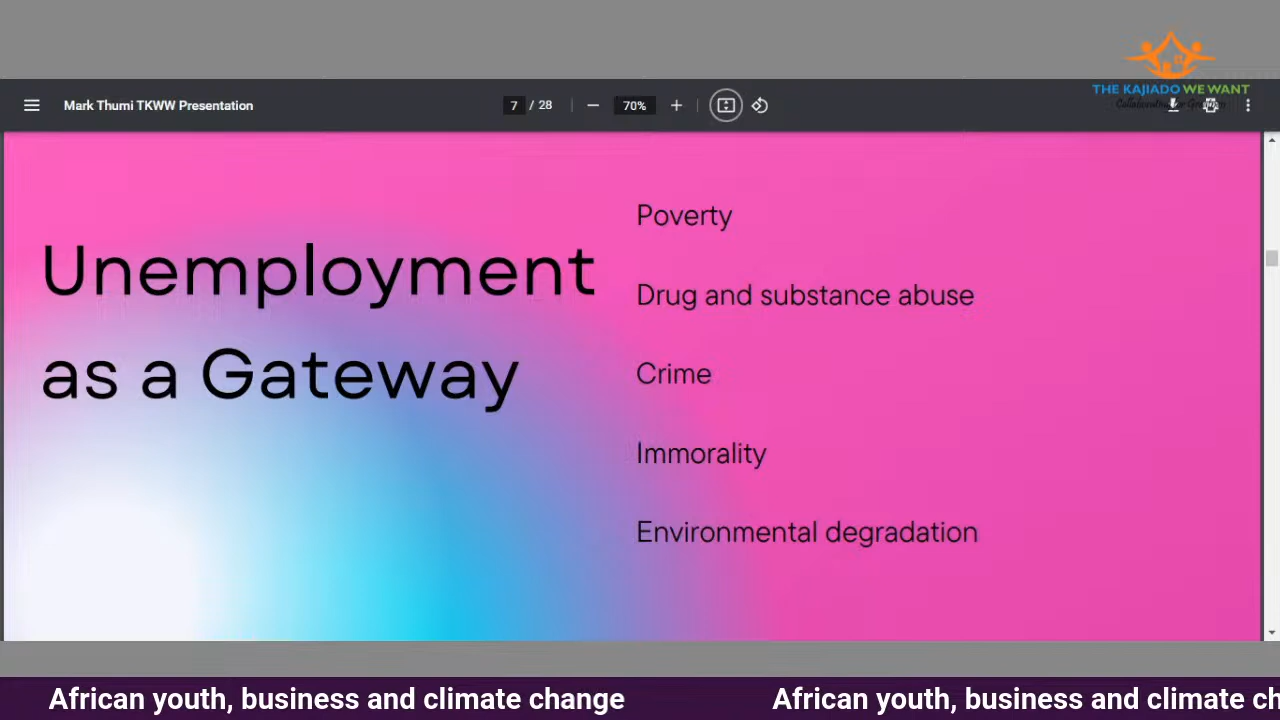 THE KAJIADO WE WANT
Mark Thumi TKWW Presentation
7 / 28
70%
Unemployment
as a Gateway
Poverty
Drug and substance abuse
Crime
Immorality
Environmental degradation
African youth, business and climate change
African youth, business and climate ch